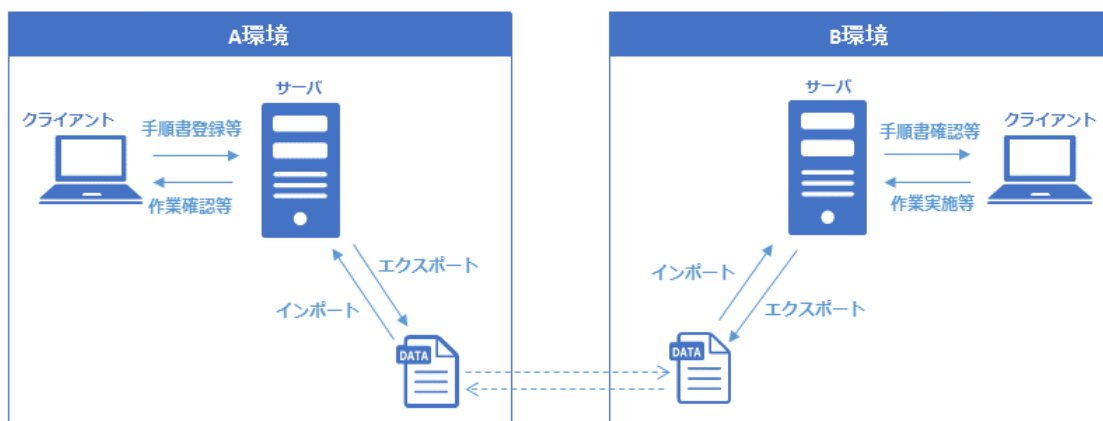 A環境
サーバ
クライアント
手順書登録等
作業確認等
エクスポート
インポート
DATA
B環境
サーバ
クライアント
手順書確認等
作業実施等
インポート
エクスポート
DATA